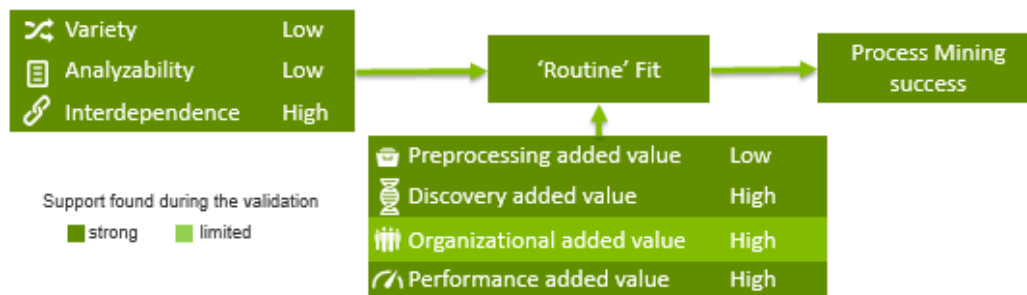 Variety Low
Analyzability Low
Interdependence High
'Routine' Fit
Process Mining
success
Preprocessing added value Low
Discovery added value High
Organizational added value High
Performance added value High
Support found during the validation
strong limited